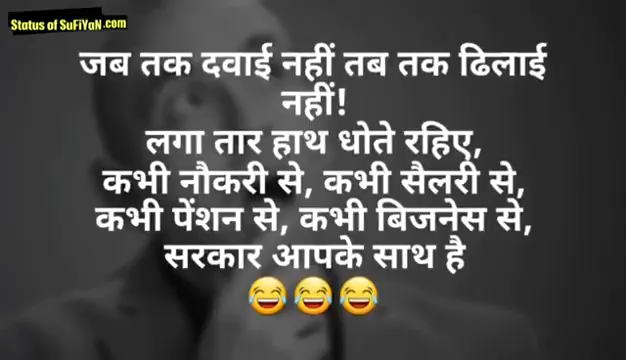 Status of SuFiYaN.com
जब तक दवाई नहीं तब तक ढिलाई
नहीं!
लगा तार हाथ धोते रहिए,
कभी नौकरी से, कभी सैलरी से,
कभी पेंशन से, कभी बिजनेस से,
सरकार आपके साथ है
😂😂😂